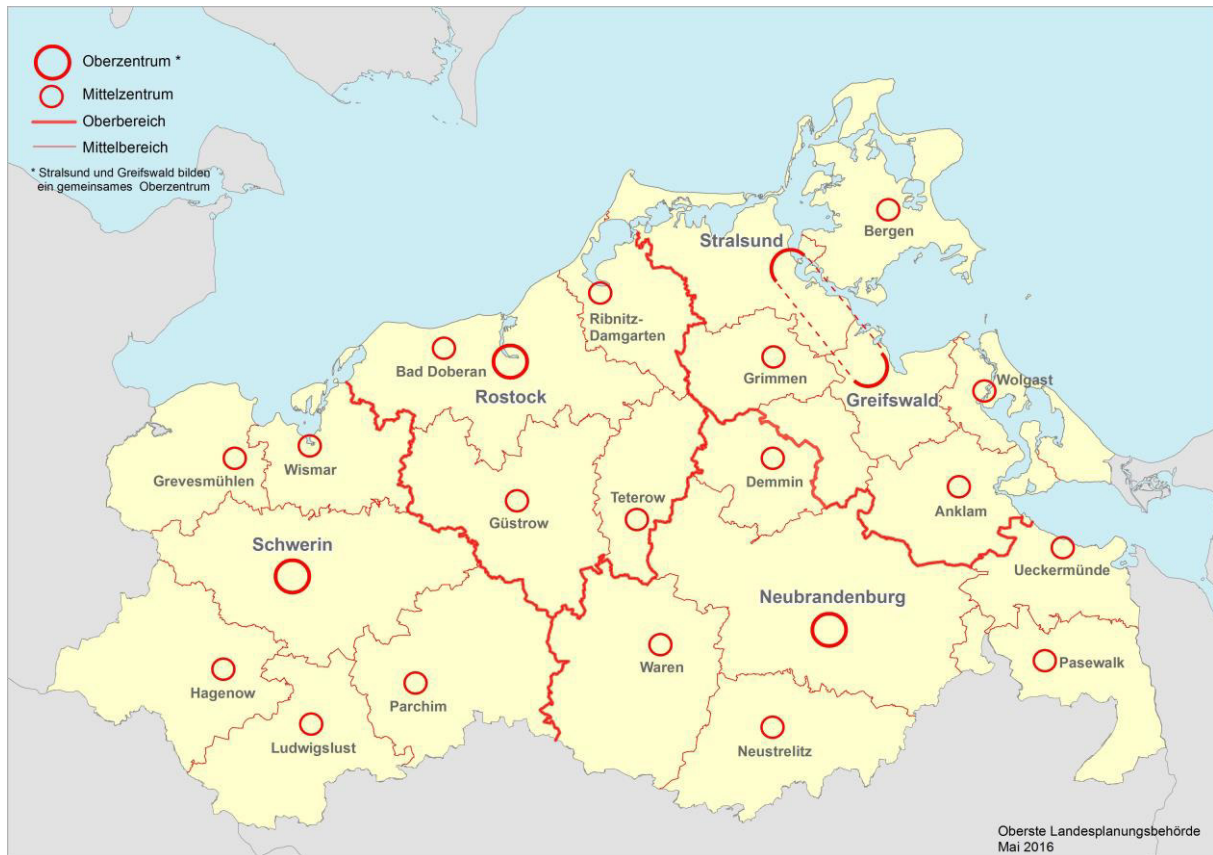 Oberzentrum *
Mittelzentrum
Oberbereich
Mittelbereich
* Stralsund und Greifswald bilden
ein gemeinsames Oberzentrum
Bergen
Stralsund
Ribnitz-
Damgarten
Bad Doberan
Rostock
Grimmen
Greifswald
Wolgast
Grevesmühlen
Wismar
Güstrow
Teterow
Demmin
Anklam
Schwerin
Ueckermünde
Neubrandenburg
Hagenow
Parchim
Waren
Pasewalk
Ludwigslust
Neustrelitz
Oberste Landesplanungsbehörde
Mai 2016